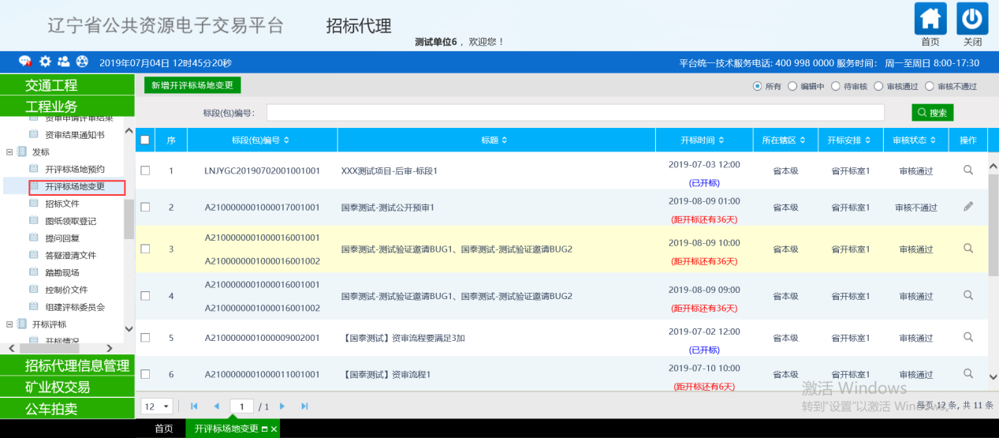 辽宁省公共资源电子交易平台
招标代理
测试单位6 ，欢迎您！
首页
关闭
2019年07月04日 12时45分20秒
平台统一技术服务电话: 400 998 0000 服务时间: 周一至周日 8:00-17:30
交通工程
工程业务
资审申请评审结果
资审结果通知书
发标
开评标场地预约
开评标场地变更
招标文件
图纸领取登记
提问回复
答疑澄清文件
踏勘现场
控制价文件
组建评标委员会
开标评标
开标情况
招标代理信息管理
矿业权交易
公车拍卖
新增开评标场地变更
所有 编辑中 待审核 审核通过 审核不通过
标段(包)编号:
搜索
序 标段(包)编号 标题 开标时间 所在辖区 开标安排 审核状态 操作
1 LNJYGC20190702001001001 XXX测试项目-后审-标段1 2019-07-03 12:00 省本级 省开标室1 审核通过
(已开标)
2 A2100000001000017001001 国泰测试-测试公开预审1 2019-08-09 01:00 省本级 省开标室1 审核不通过
(距开标还有36天)
3 A2100000001000016001001 国泰测试-测试验证邀请BUG1、国泰测试-测试验证邀请BUG2 2019-08-09 10:00 省本级 省开标室1 审核通过
A2100000001000016001002 (距开标还有36天)
4 A2100000001000016001001 国泰测试-测试验证邀请BUG1、国泰测试-测试验证邀请BUG2 2019-08-09 09:00 省本级 省开标室1 审核通过
A2100000001000016001002 (距开标还有36天)
5 A2100000001000009002001 【国泰测试】资审流程要满足3加 2019-07-02 12:00 省本级 省开标室1 审核通过
(已开标)
6 A2100000001000011001001 【国泰测试】资审流程1 2019-07-10 10:00 省本级 省开标室1 审核通过
(距开标还有6天)
激活 Windows
转到"设置"以激活 Windows。
12 1 / 1
每页 12 条, 共 11 条
首页 开评标场地变更